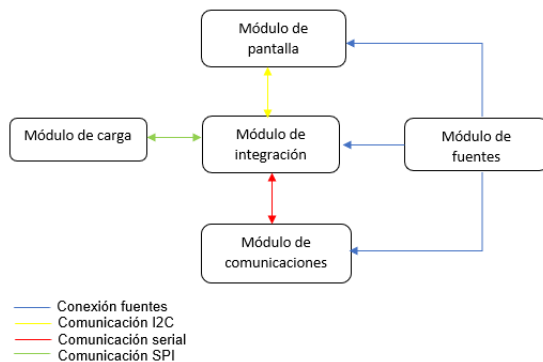 Módulo de
pantalla
Módulo de carga
Módulo de
integración
Módulo de
fuentes
Módulo de
comunicaciones
Conexión fuentes
Comunicación I2C
Comunicación serial
Comunicación SPI